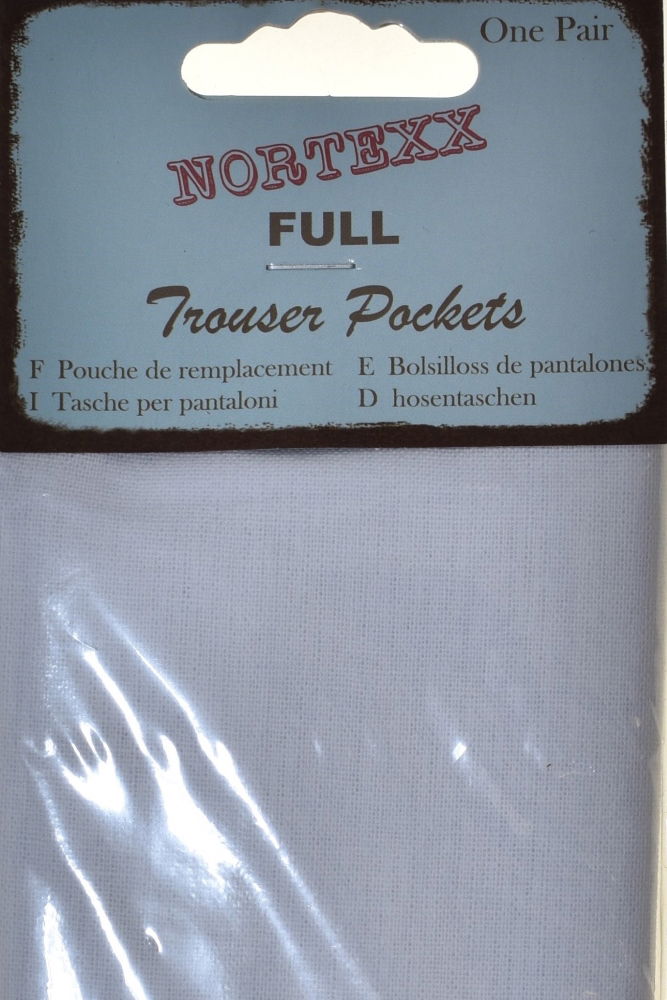 One Pair
NORTEXX
FULL
Trouser Pockets
F Pouche de remplacement
E Bolsilloss de pantalones
I Tasche per pantaloni
D hosentaschen